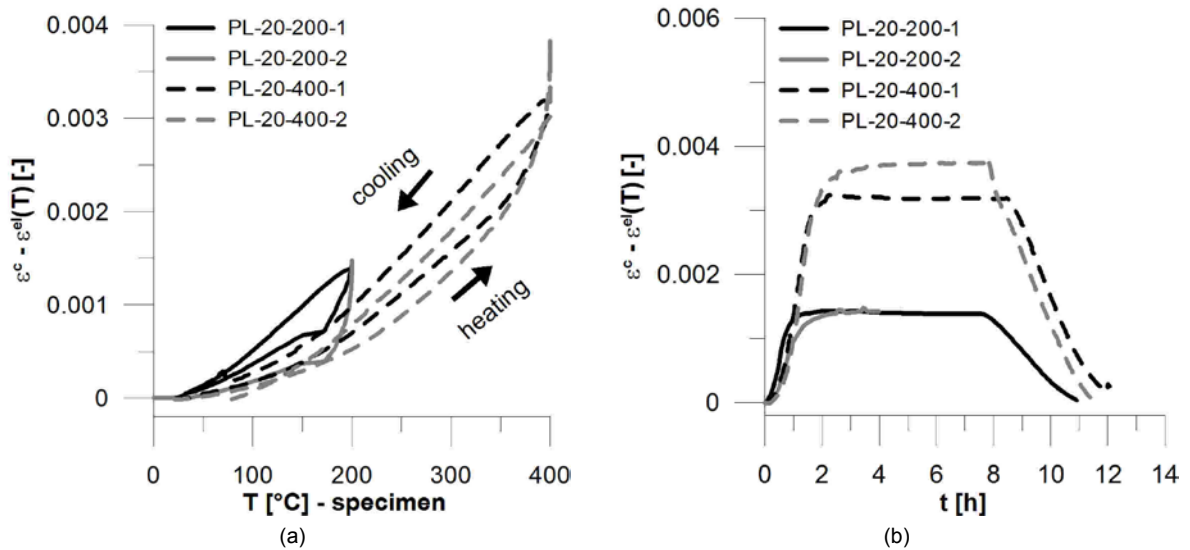 0.004
0.003
0.002
0.001
0
ε^c - ε^el(T) [-]
PL-20-200-1
PL-20-200-2
PL-20-400-1
PL-20-400-2
cooling
heating
0 100 200 300 400
T [°C] - specimen
(a)
0.006
0.004
0.002
0
ε^c - ε^el(T) [-]
PL-20-200-1
PL-20-200-2
PL-20-400-1
PL-20-400-2
0 2 4 6 8 10 12 14
t [h]
(b)